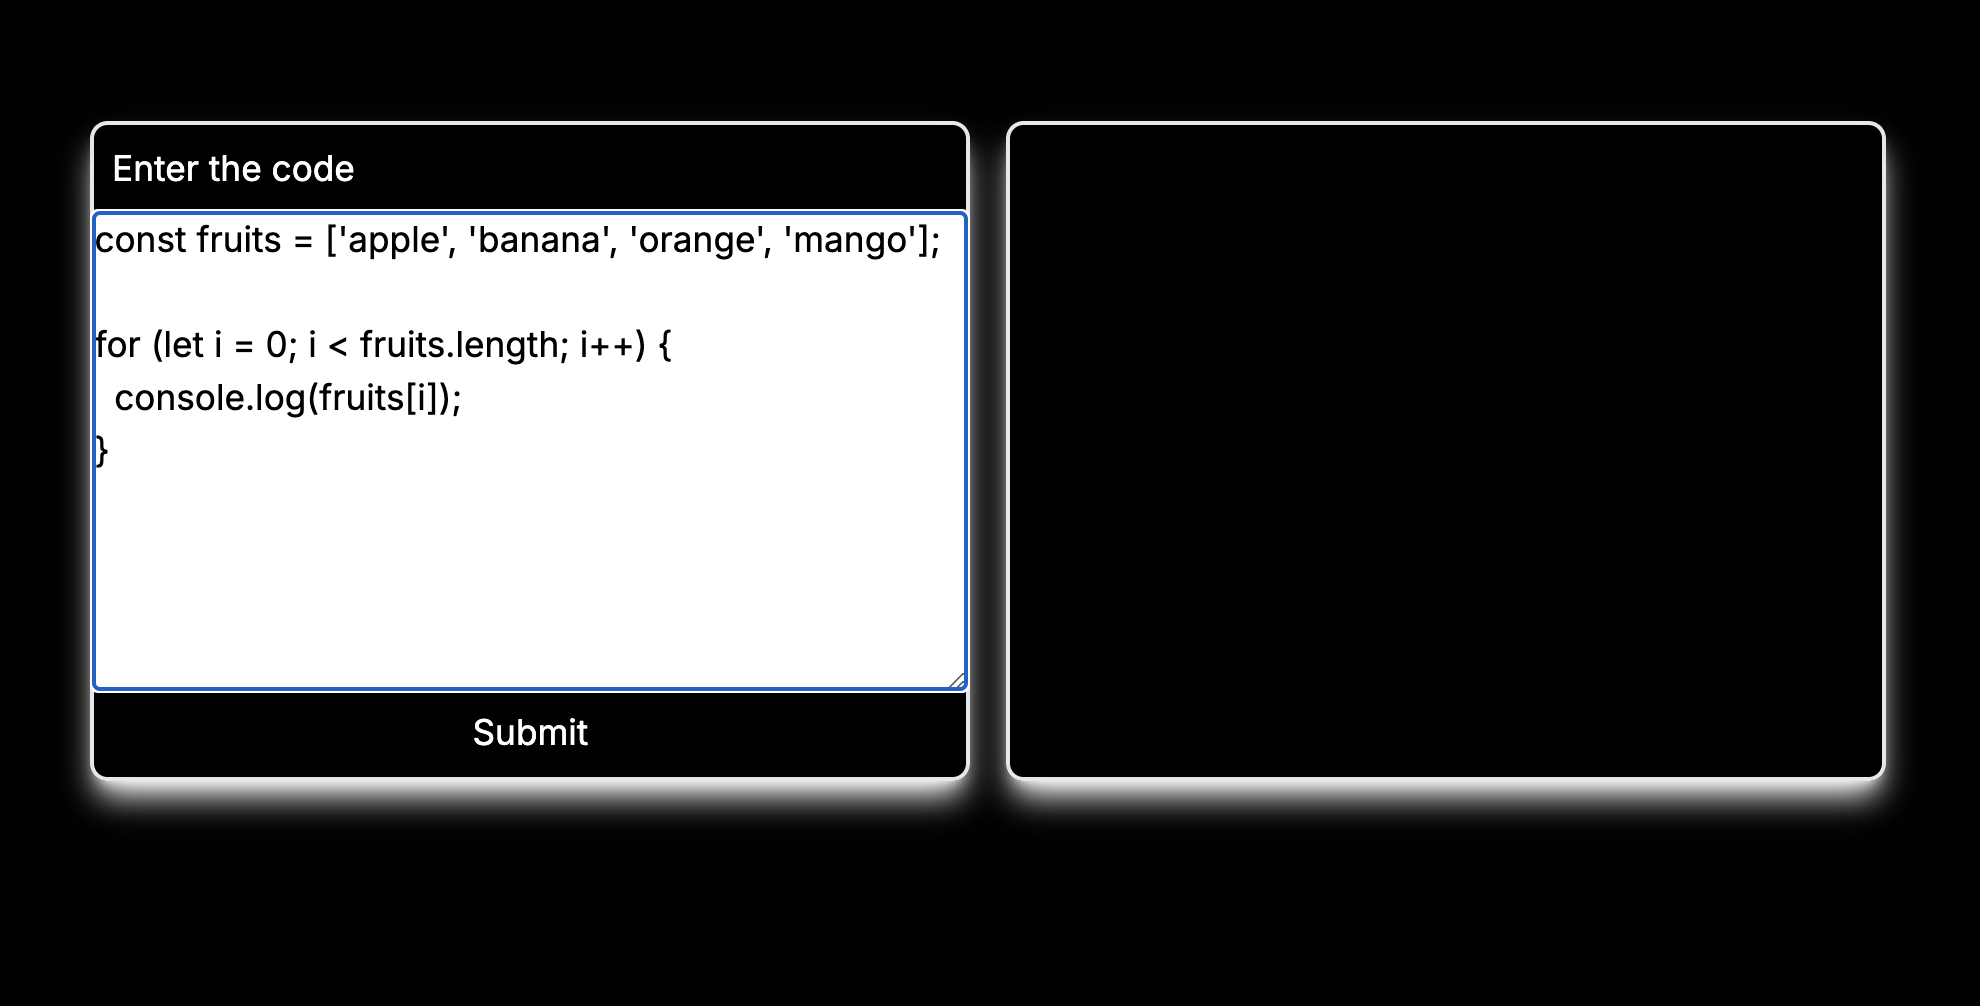 Enter the code
const fruits = ['apple', 'banana', 'orange', 'mango'];
for (let i = 0; i < fruits.length; i++) {
  console.log(fruits[i]);
}
Submit